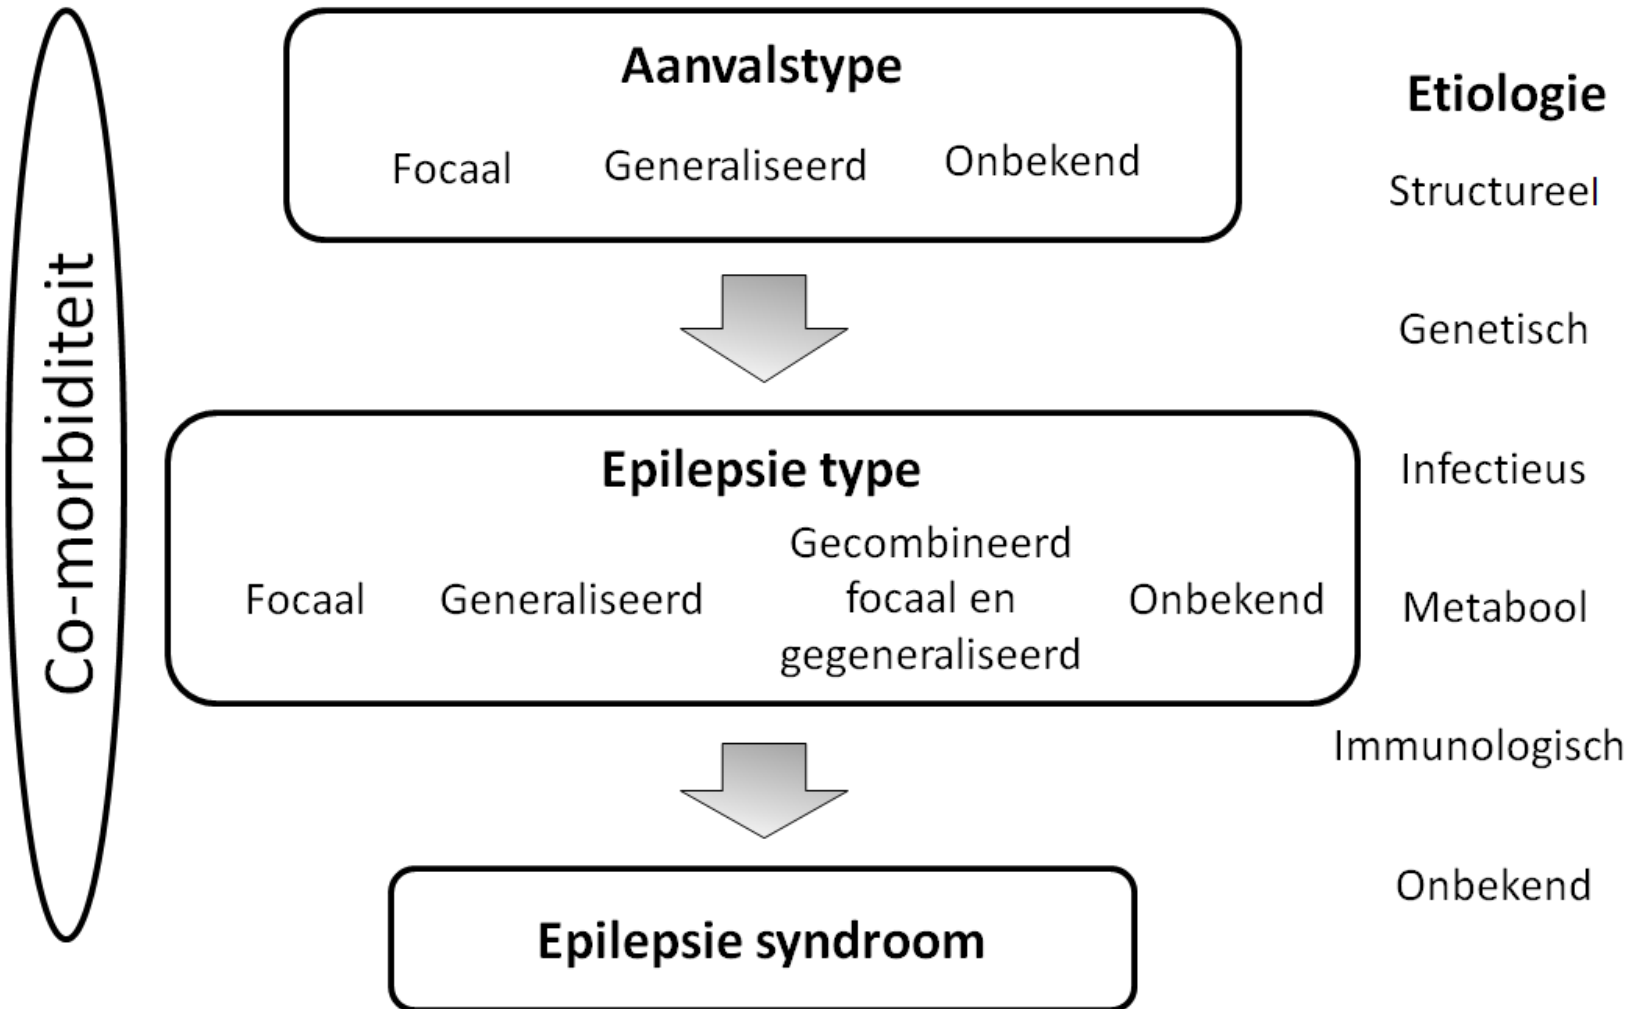 Co-morbiditeit
Aanvalstype
Focaal Generaliseerd Onbekend
Epilepsie type
Focaal Generaliseerd Gecombineerd
focaal en
gegeneraliseerd Onbekend
Epilepsie syndroom
Etiologie
Structureel
Genetisch
Infectieus
Metabool
Immunologisch
Onbekend